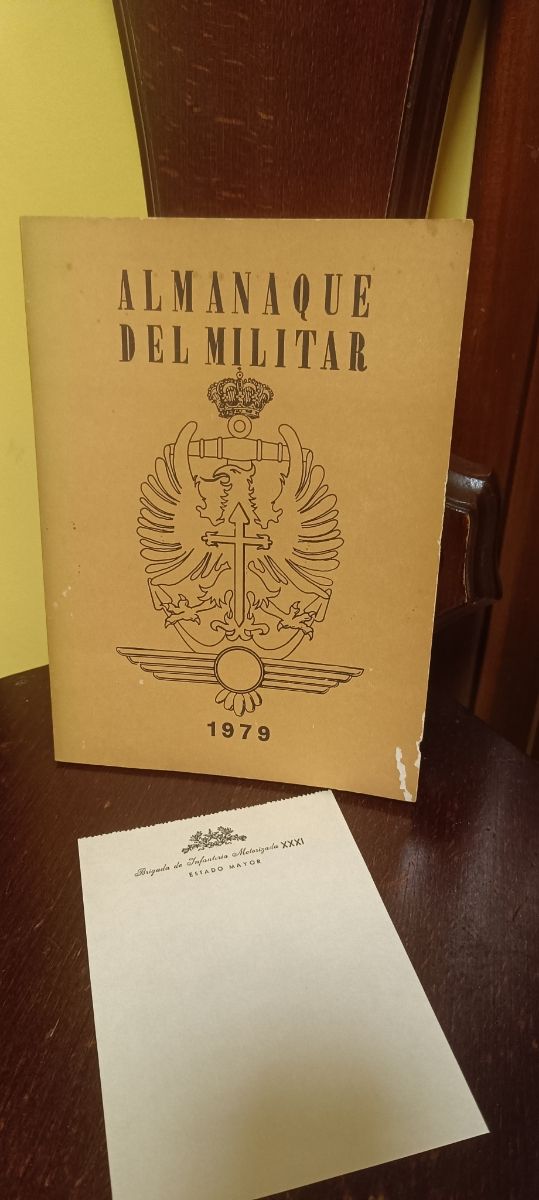 ALMANAQUE
DEL MILITAR
1979
Brigada de Infantería Motorizada XXXI
ESTADO MAYOR